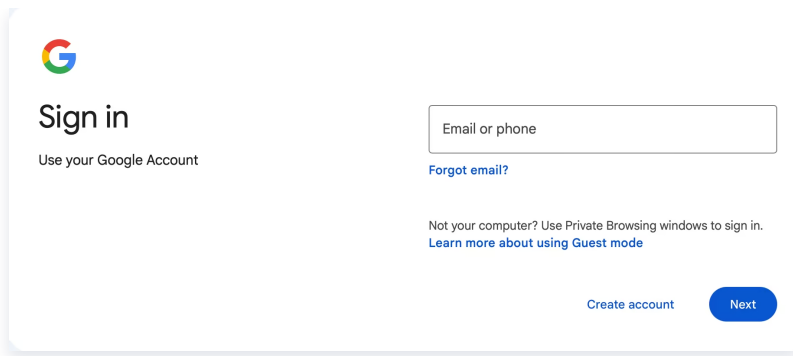 Sign in
Use your Google Account
Email or phone
Forgot email?
Not your computer? Use Private Browsing windows to sign in.
Learn more about using Guest mode
Create account
Next